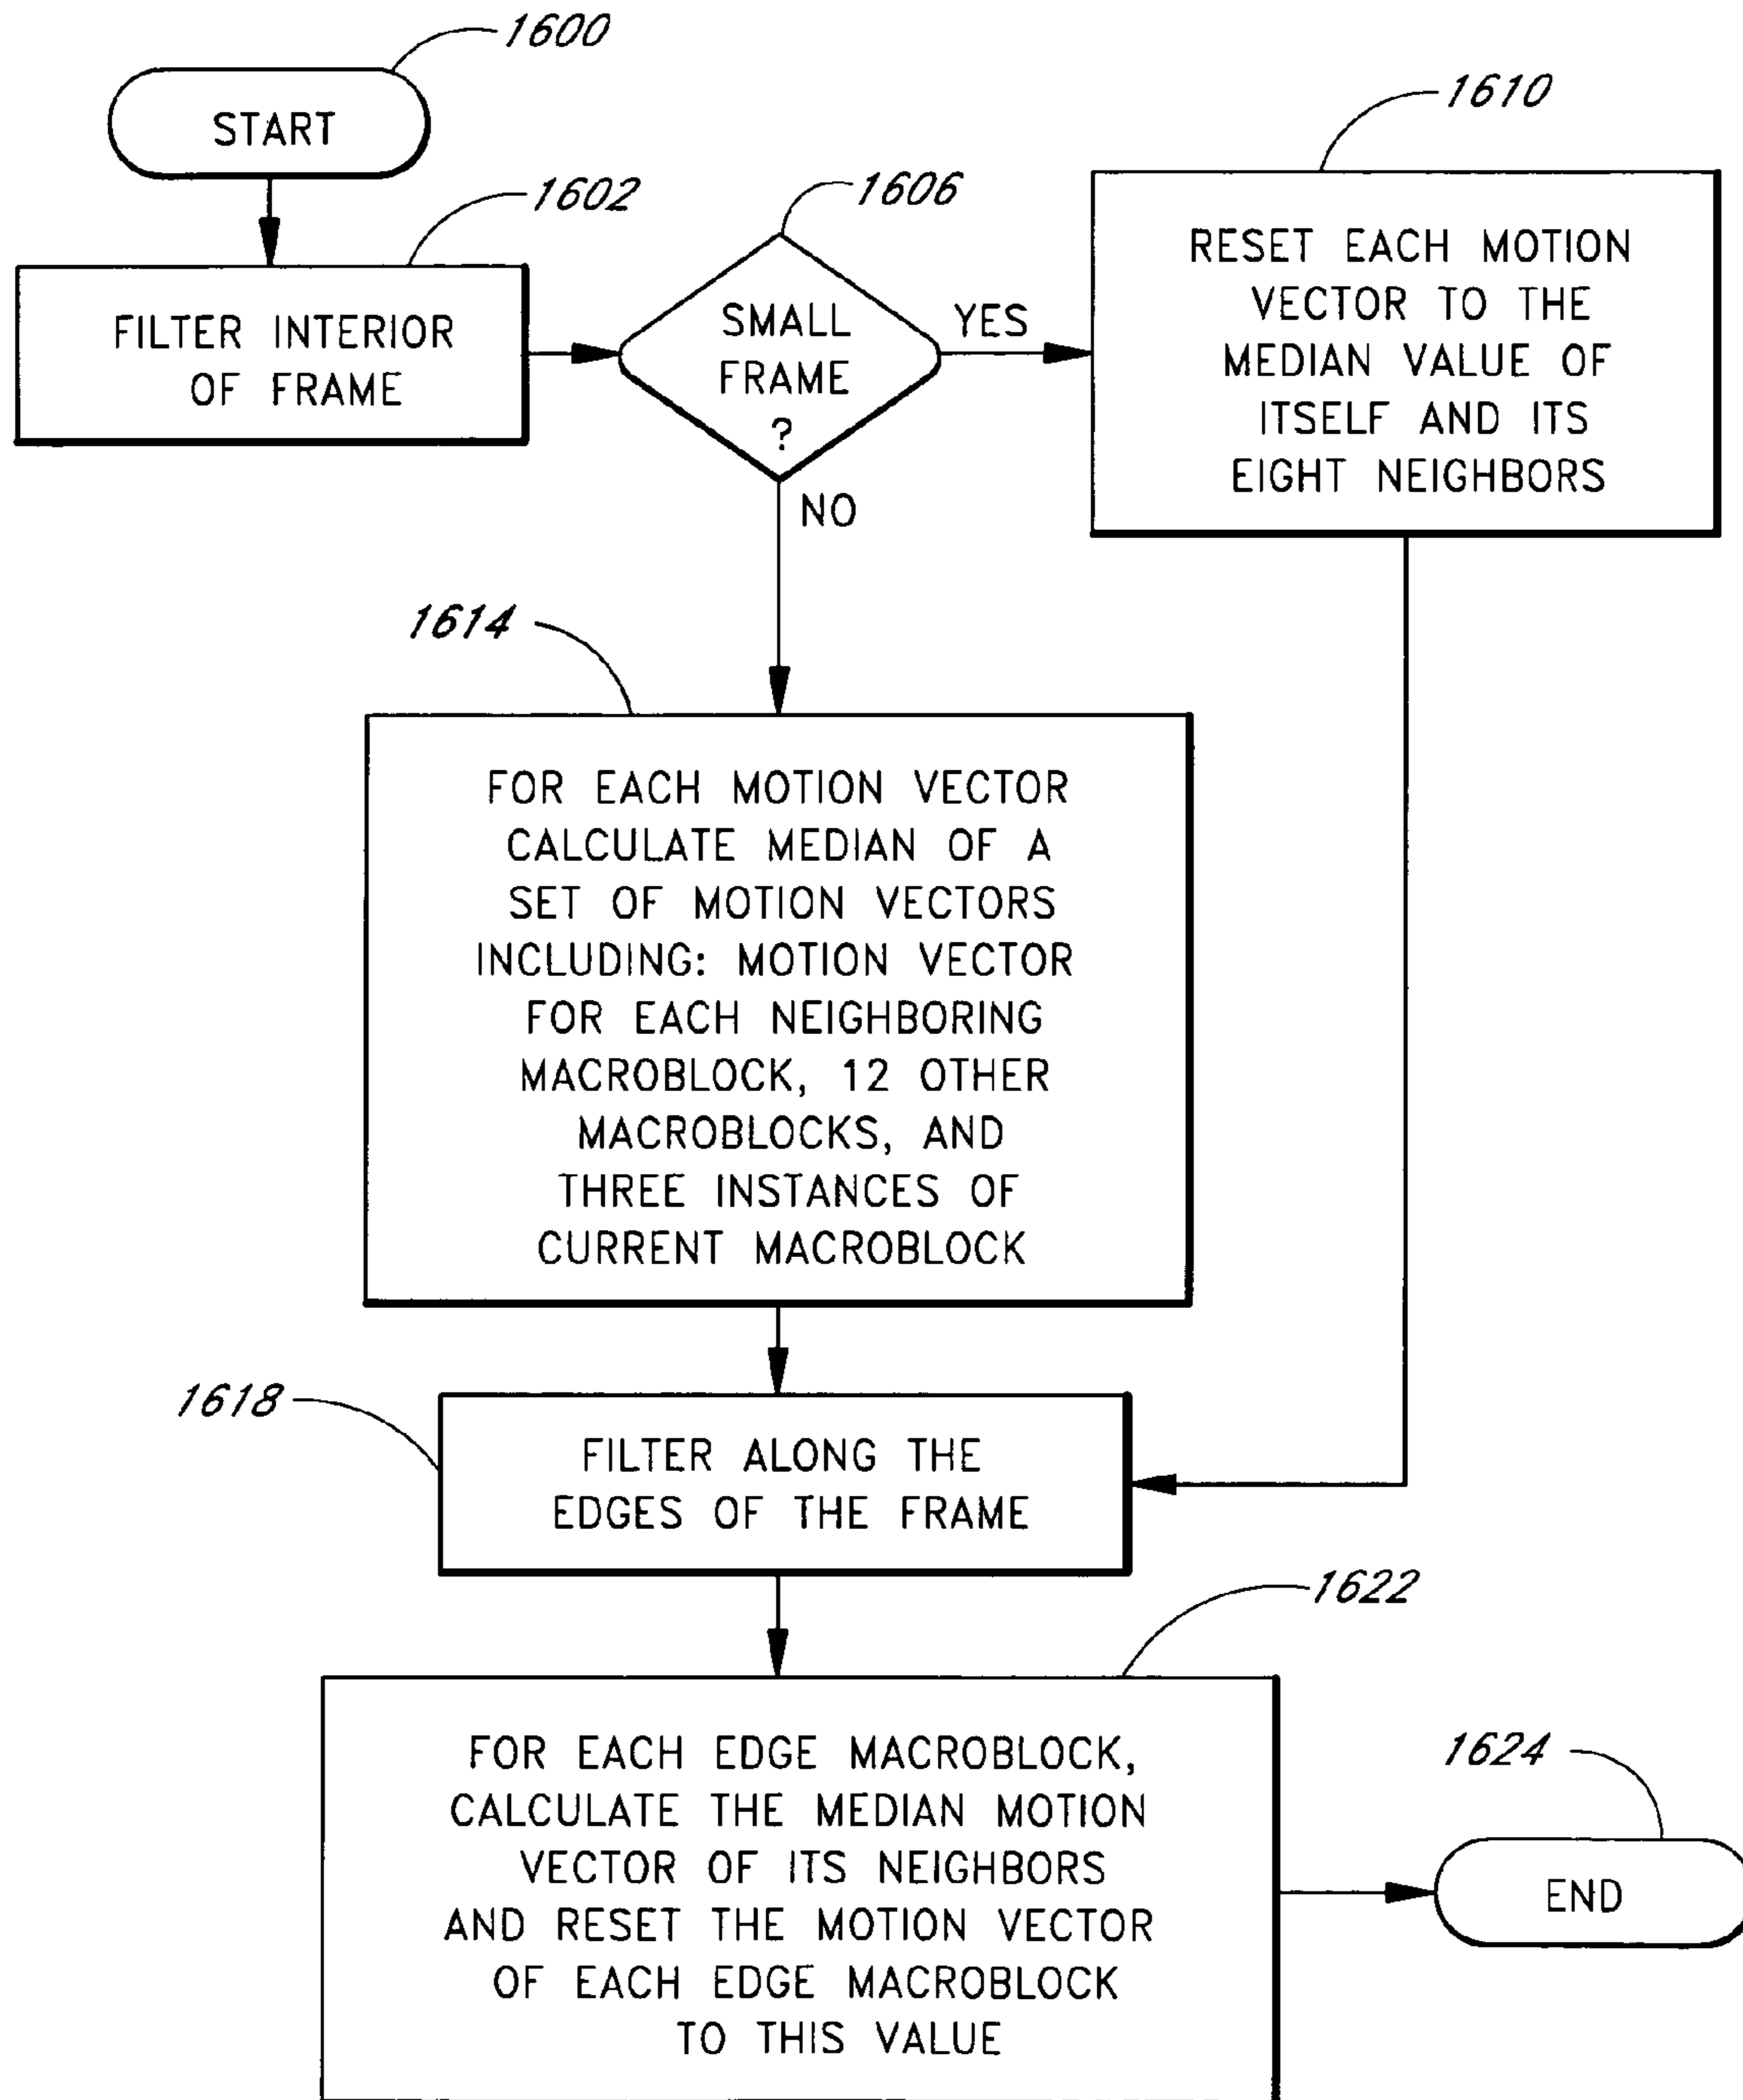 1600
START
1602
FILTER INTERIOR
OF FRAME
1606
SMALL
FRAME
?
YES
NO
1610
RESET EACH MOTION
VECTOR TO THE
MEDIAN VALUE OF
ITSELF AND ITS
EIGHT NEIGHBORS
1614
FOR EACH MOTION VECTOR
CALCULATE MEDIAN OF A
SET OF MOTION VECTORS
INCLUDING: MOTION VECTOR
FOR EACH NEIGHBORING
MACROBLOCK, 12 OTHER
MACROBLOCKS, AND
THREE INSTANCES OF
CURRENT MACROBLOCK
1618
FILTER ALONG THE
EDGES OF THE FRAME
1622
FOR EACH EDGE MACROBLOCK,
CALCULATE THE MEDIAN MOTION
VECTOR OF ITS NEIGHBORS
AND RESET THE MOTION VECTOR
OF EACH EDGE MACROBLOCK
TO THIS VALUE
1624
END